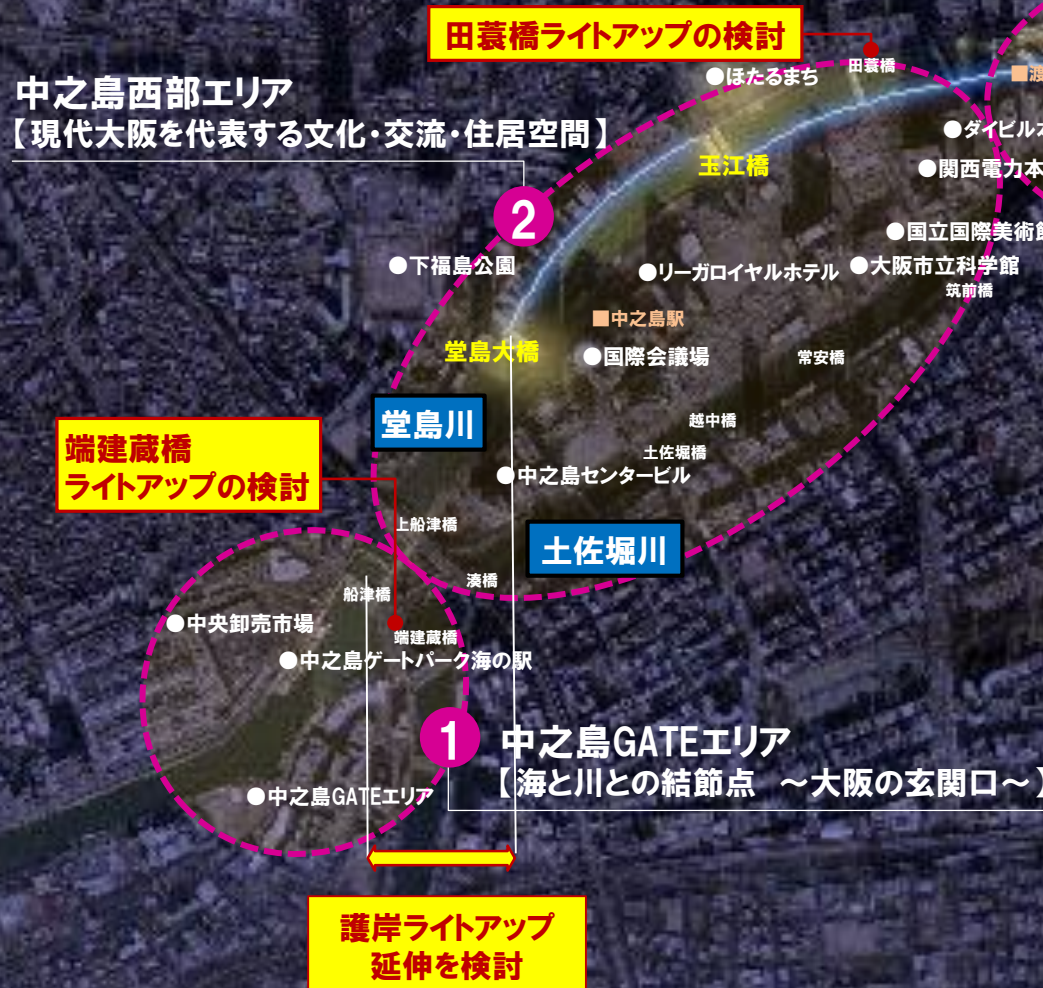 田蓑橋ライトアップの検討
●ほたるまち
田蓑橋
■渡
中之島西部エリア
【現代大阪を代表する文化・交流・住居空間】
●ダイビル
●関西電力本
玉江橋
2
●国立国際美術館
●下福島公園
●リーガロイヤルホテル
●大阪市立科学館
筑前橋
■中之島駅
堂島大橋
●国際会議場
常安橋
堂島川
越中橋
端建蔵橋
ライトアップの検討
土佐堀橋
●中之島センタービル
上船津橋
土佐堀川
湊橋
船津橋
●中央卸売市場
端建蔵橋
●中之島ゲートパーク海の駅
1
中之島GATEエリア
【海と川との結節点 ～大阪の玄関口～】
●中之島GATEエリア
護岸ライトアップ
延伸を検討